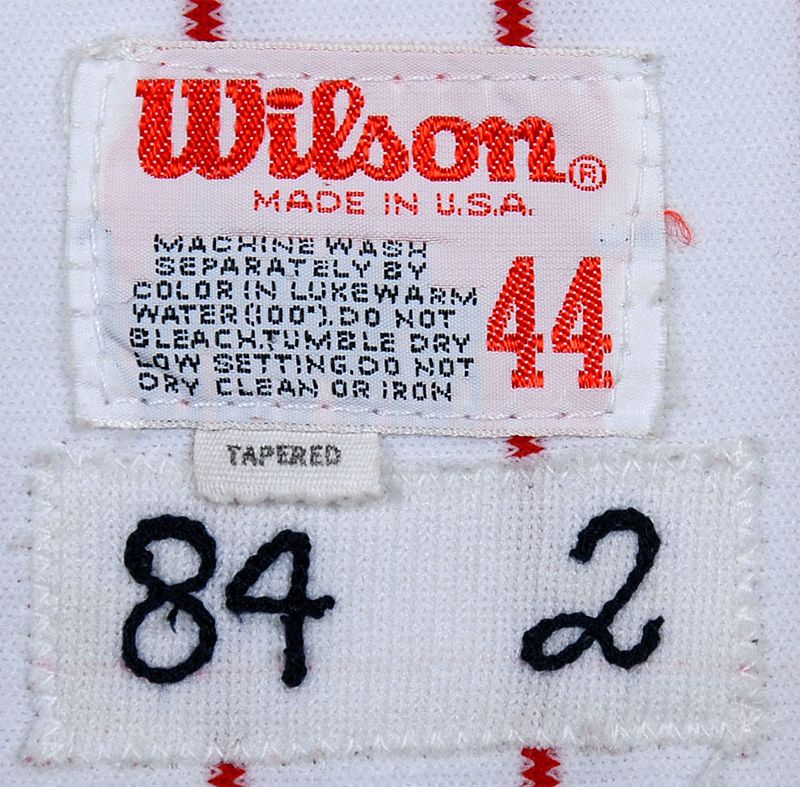 Wilson®
MADE IN U.S.A.
MACHINE WASH
SEPARATELY BY
COLOR IN LUKEWARM
WATER(100°).DO NOT
BLEACH.TUMBLE DRY
LOW SETTING.DO NOT
DRY CLEAN OR IRON
44
TAPERED
84 2